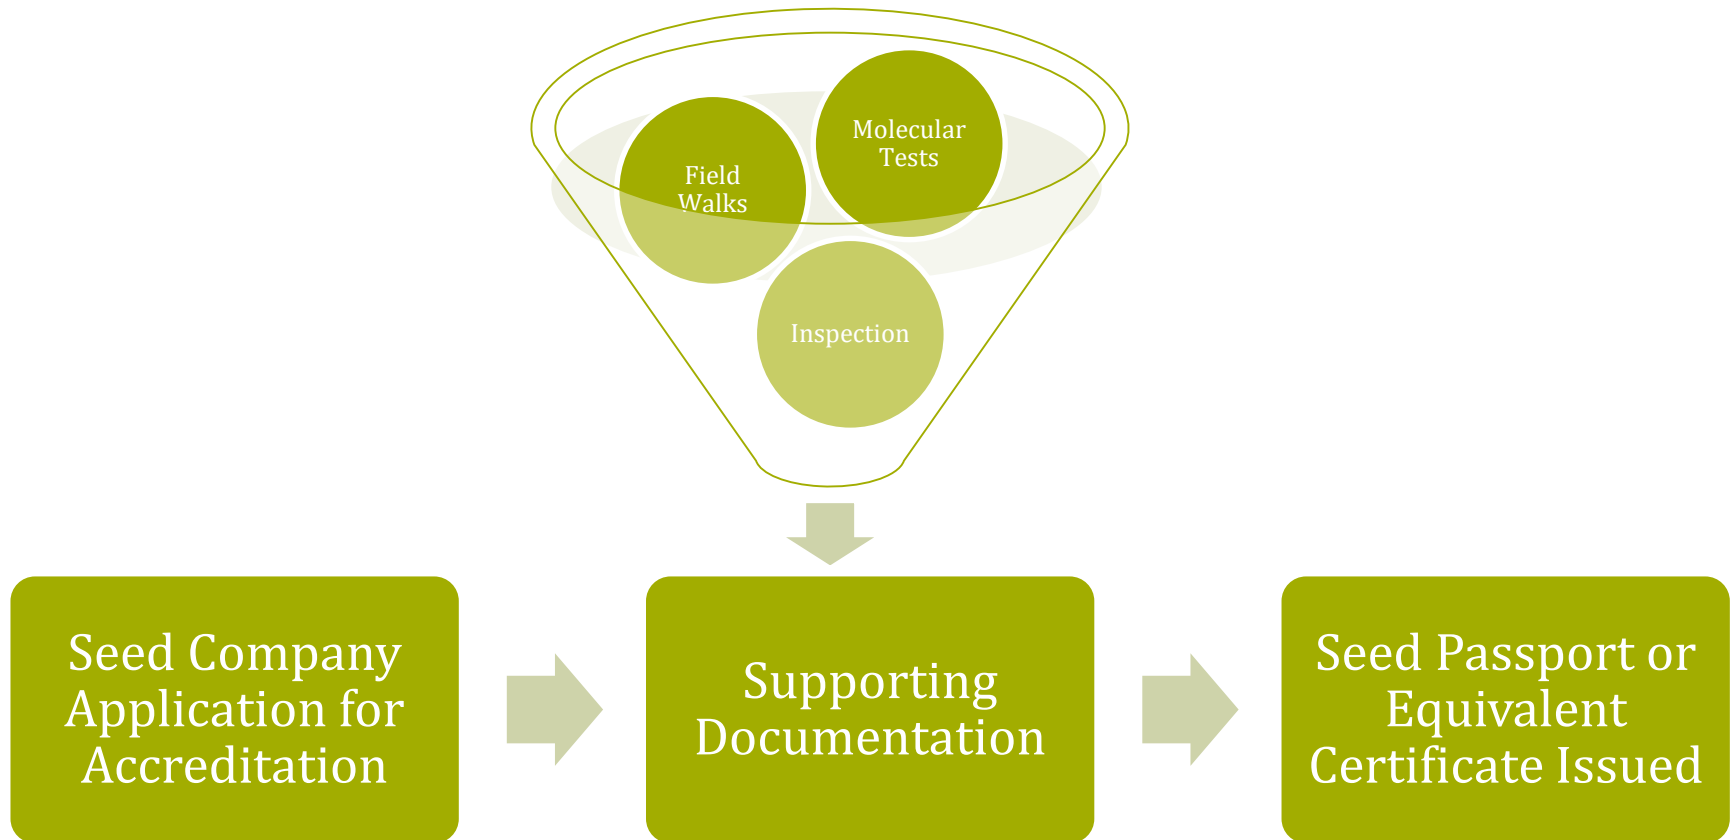 Molecular
Tests
Field
Walks
Inspection
Seed Company
Application for
Accreditation
Supporting
Documentation
Seed Passport or
Equivalent
Certificate Issued